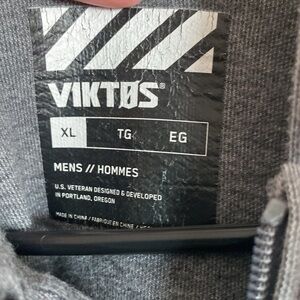 VIKTØS®
XL TG EG
MENS // HOMMES
U.S. VETERAN DESIGNED & DEVELOPED
IN PORTLAND, OREGON
MADE IN CHINA / FABRIQUÉ EN CHINE /